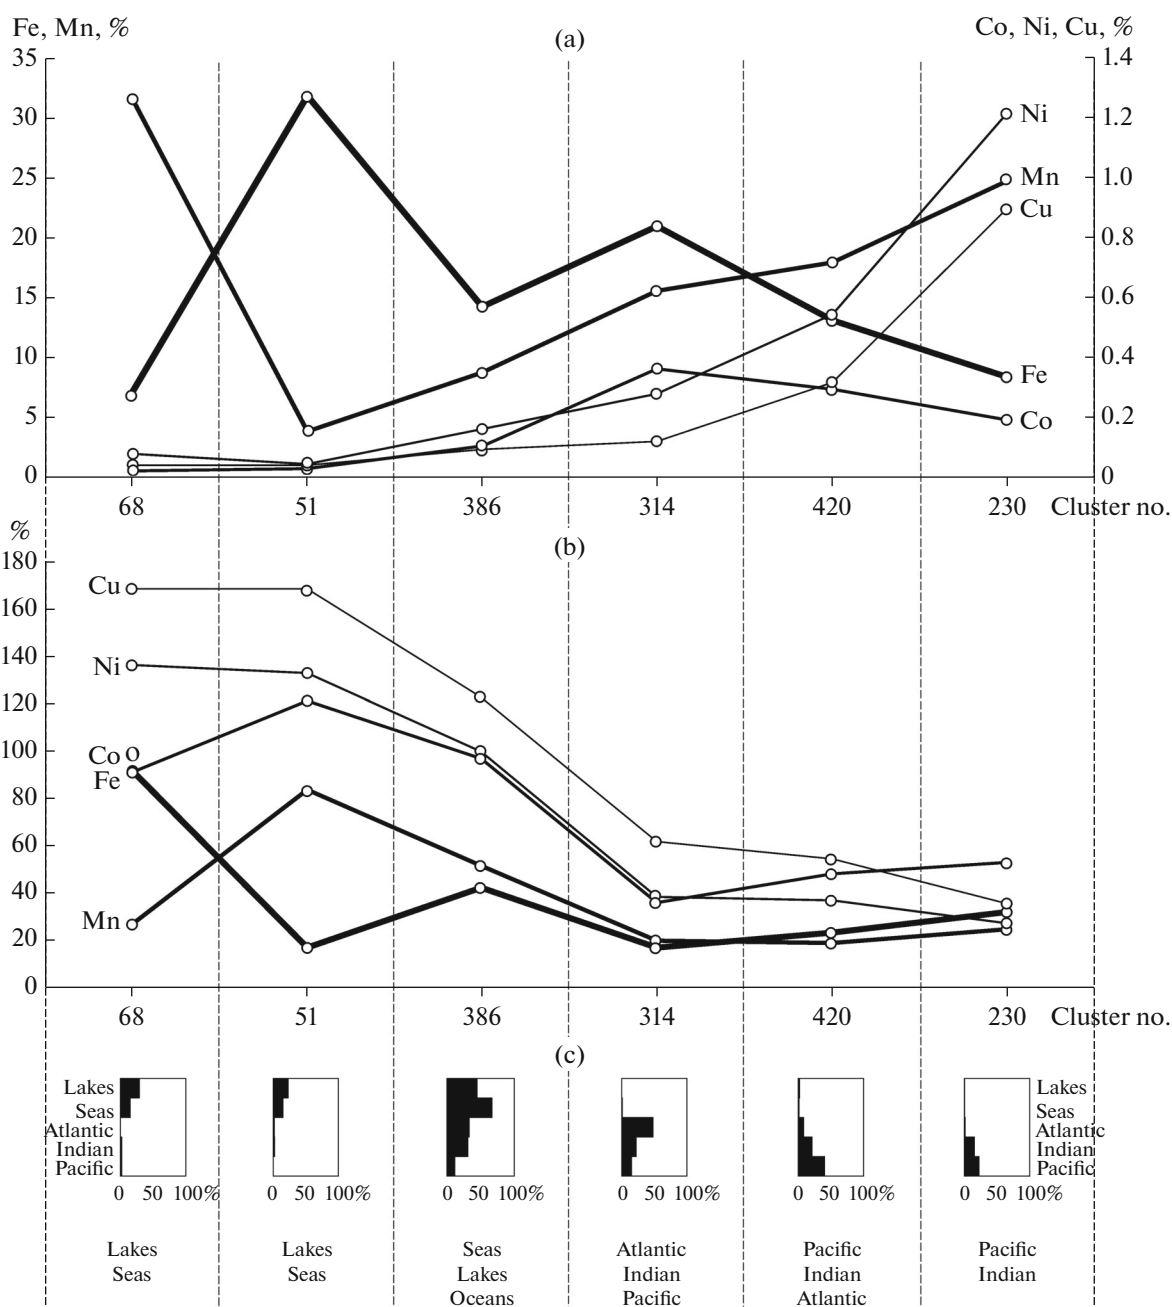 Fe, Mn, %
(a)
Co, Ni, Cu, %
35
1.4
30
1.2
Ni
25
1.0
Mn
Cu
20
0.8
15
0.6
10
0.4
Fe
5
0.2
Co
0
0
68
51
386
314
420
230
Cluster no.
%
(b)
180
Cu
160
140
Ni
120
100
Co
Fe
80
60
40
Mn
20
0
68
51
386
314
420
230
Cluster no.
(c)
Lakes
Seas
Atlantic
Indian
Pacific
Lakes
Seas
Atlantic
Indian
Pacific
0 50 100%
0 50 100%
0 50 100%
0 50 100%
0 50 100%
0 50 100%
Lakes
Seas
Lakes
Seas
Seas
Lakes
Oceans
Atlantic
Indian
Pacific
Pacific
Indian
Atlantic
Pacific
Indian